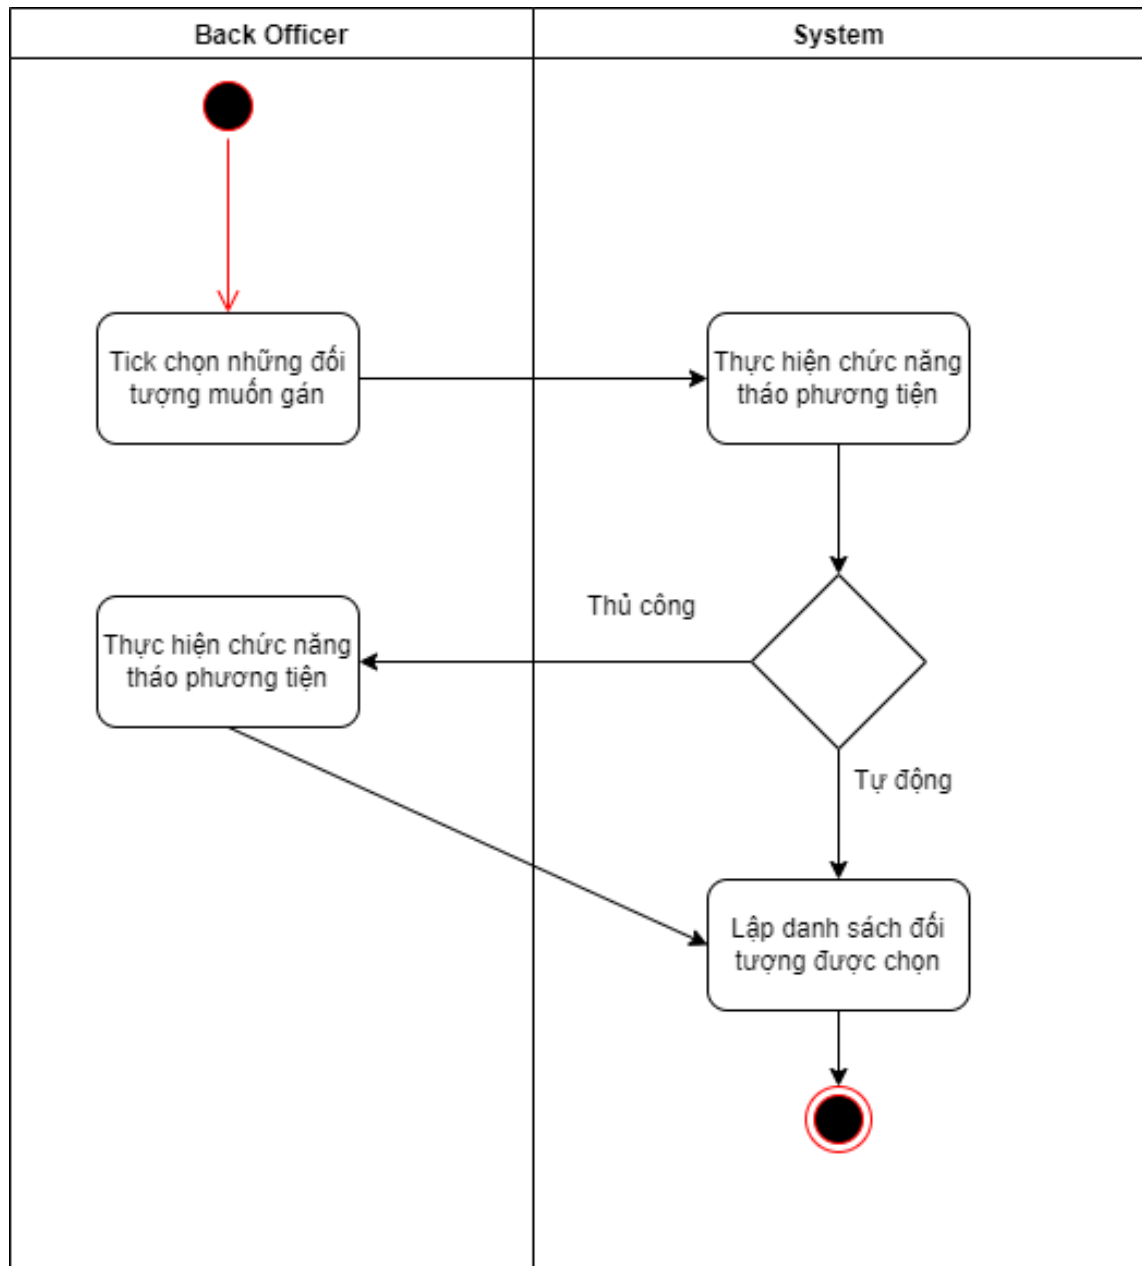 Back Officer
System
Tick chọn những đối
tượng muốn gán
Thực hiện chức năng
tháo phương tiện
Thủ công
Thực hiện chức năng
tháo phương tiện
Tự động
Lập danh sách đối
tượng được chọn